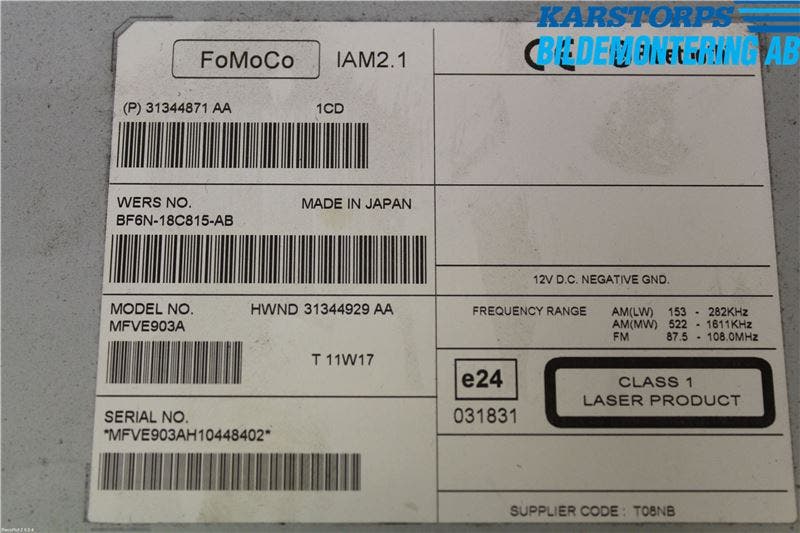 KARSTORPS
BILDEMONTERING AB
FoMoCo IAM2.1
(P) 31344871 AA 1CD
WERS NO. MADE IN JAPAN
BF6N-18C815-AB
12V D.C. NEGATIVE GND.
MODEL NO. HWND 31344929 AA
MFVE903A
T 11W17
FREQUENCY RANGE AM(LW) 153 - 282KHz
AM(MW) 522 - 1611KHz
FM 87.5 - 108.0MHz
e24
031831
CLASS 1
LASER PRODUCT
SERIAL NO.
*MFVE903AH10448402*
SUPPLIER CODE : T08NB